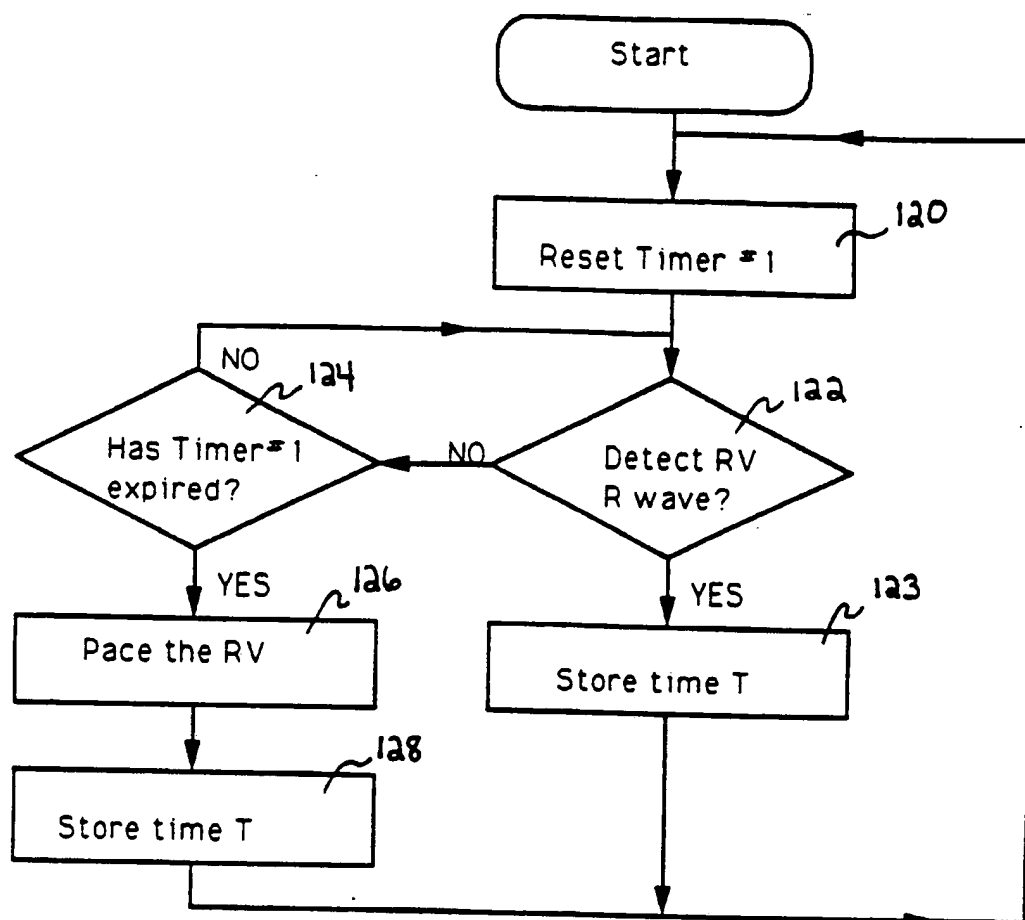 Start
120
Reset Timer #1
NO
124
122
Has Timer #1
expired?
NO
Detect RV
R wave?
YES
126
YES
123
Pace the RV
Store time T
128
Store time T